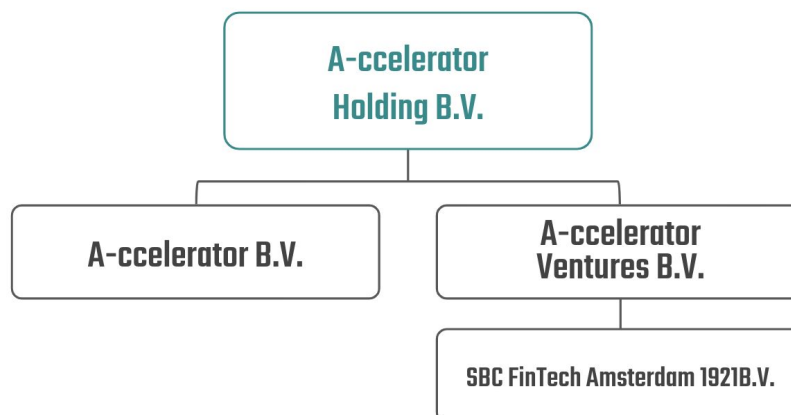 A-ccelerator
Holding B.V.
A-ccelerator B.V.
A-ccelerator
Ventures B.V.
SBC FinTech Amsterdam 1921B.V.